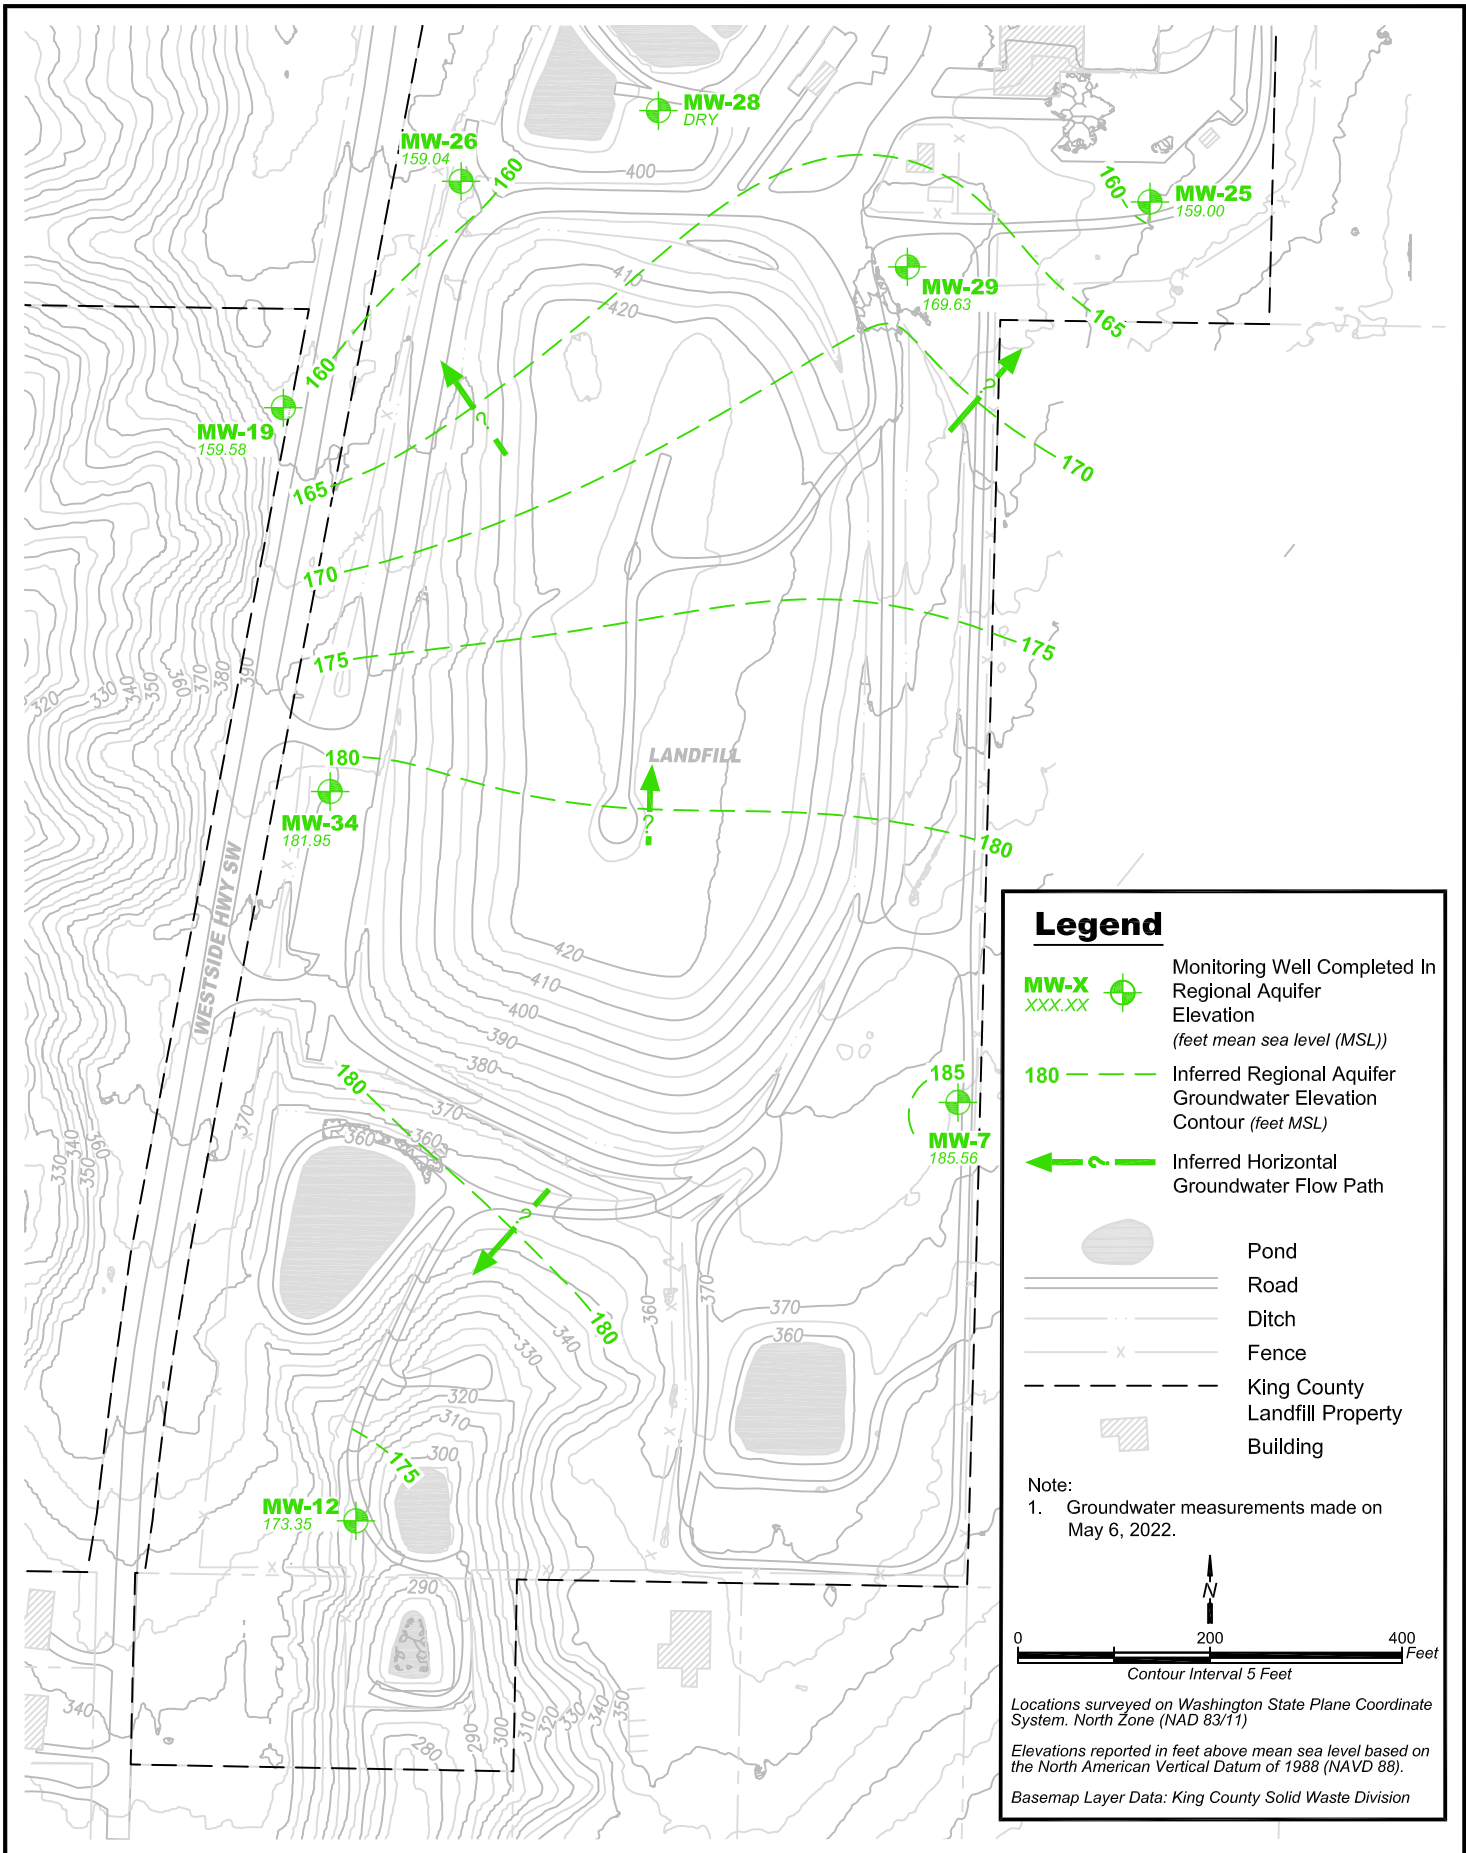 MW-28
DRY
MW-26
159.04
160
400
160
MW-25
159.00
MW-29
169.63
410
420
165
160
MW-19
159.58
?
?
165
170
170
175
175
320
330
340
350
360
370
380
390
180
LANDFILL
?
180
MW-34
181.95
WESTSIDE HWY SW
420
410
400
390
380
370
360
360
370
180
185
MW-7
185.56
330
340
350
360
?
180
360
370
370
360
340
330
320
310
300
175
MW-12
173.35
290
340
280
290
300
310
320
330
340
350
Legend
MW-X
XXX.XX
Monitoring Well Completed In
Regional Aquifer
Elevation
(feet mean sea level (MSL))
180
Inferred Regional Aquifer
Groundwater Elevation
Contour (feet MSL)
?
Inferred Horizontal
Groundwater Flow Path
Pond
Road
Ditch
X
Fence
King County
Landfill Property
Building
Note:
1. Groundwater measurements made on
May 6, 2022.
N
0 200 400
Feet
Contour Interval 5 Feet
Locations surveyed on Washington State Plane Coordinate
System. North Zone (NAD 83/11)
Elevations reported in feet above mean sea level based on
the North American Vertical Datum of 1988 (NAVD 88).
Basemap Layer Data: King County Solid Waste Division